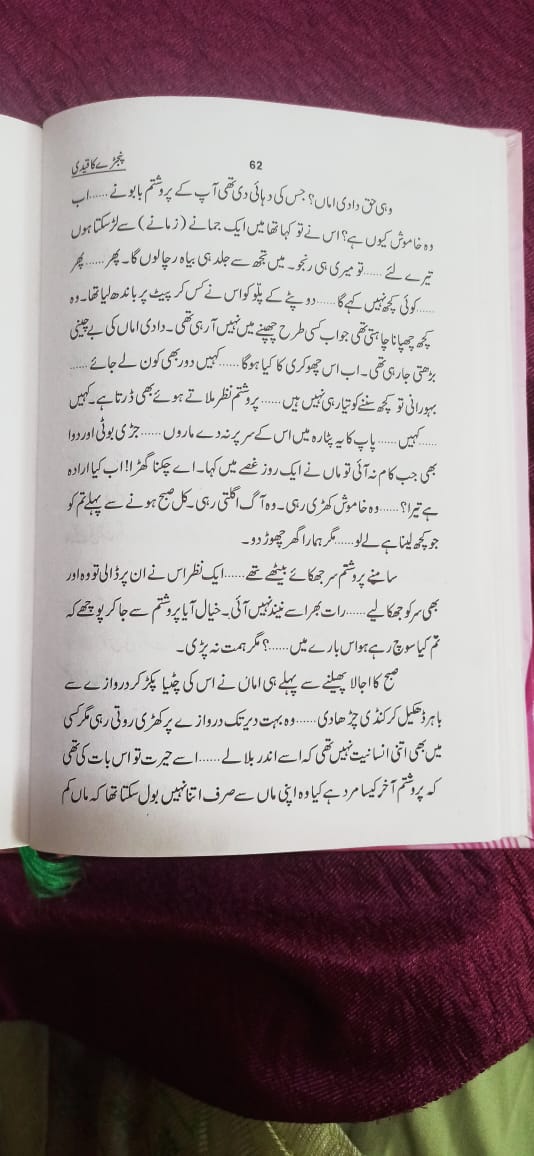 62
پنجڑے کا قیدی
وہی حق دادی اماں؟ جس کی دہائی دی تھی آپ کے پروشتم بابو نے......اب
وہ خاموش کیوں ہے؟ اس نے تو کہا تھا میں ایک جمانے (زمانے) سے لڑ سکتا ہوں
تیرے لئے......تو میری ہی رنجو۔ میں تجھ سے جلد ہی بیاہ رچا لوں گا۔ پھر......پھر
......کوئی کچھ نہیں کہے گا......دوپٹے کے پلّو کو اس نے کس کر پیٹ پر باندھ لیا تھا۔ وہ
کچھ چھپانا چاہتی تھی جو اب کسی طرح چھپنے میں نہیں آرہی تھی۔ دادی اماں کی بے چینی
بڑھتی جارہی تھی۔ اب اس چھوکری کا کیا ہوگا......کہیں دور بھی کون لے جائے......
بہورانی تو کچھ سننے کو تیار ہی نہیں ہیں......پروشتم نظر ملاتے ہوئے بھی ڈرتا ہے۔ کہیں
......کہیں......پاپ کا یہ پٹارہ میں اس کے سر پر نہ دے ماروں......جڑی بوٹی اور دوا
بھی جب کام نہ آئی تو ماں نے ایک روز غصے میں کہا۔ اے چکنا گھڑا! اب کیا ارادہ
ہے تیرا؟......وہ خاموش کھڑی رہی۔ وہ آگ اگلتی رہی۔ کل صبح ہونے سے پہلے تم کو
جو کچھ لینا ہے لے لو......مگر ہمارا گھر چھوڑ دو۔
سامنے پروشتم سر جھکائے بیٹھے تھے......ایک نظر اس نے ان پر ڈالی تو وہ اور
بھی سر کو جھکا لیے......رات بھر اسے نیند نہیں آئی۔ خیال آیا پروشتم سے جاکر پوچھے کہ
تم کیا سوچ رہے ہو اس بارے میں......؟ مگر ہمت نہ پڑی۔
صبح کا اجالا پھیلنے سے پہلے ہی اماں نے اس کی چٹیا پکڑ کر دروازے سے
باہر ڈھکیل کر کنڈی چڑھا دی......وہ بہت دیر تک دروازے پر کھڑی روتی رہی مگر کسی
میں بھی اتنی انسانیت نہیں تھی کہ اسے اندر بلالے......اسے حیرت تو اس بات کی تھی
کہ پروشتم آخر کیسا مرد ہے کیا وہ اپنی ماں سے صرف اتنا نہیں بول سکتا تھا کہ ماں کم